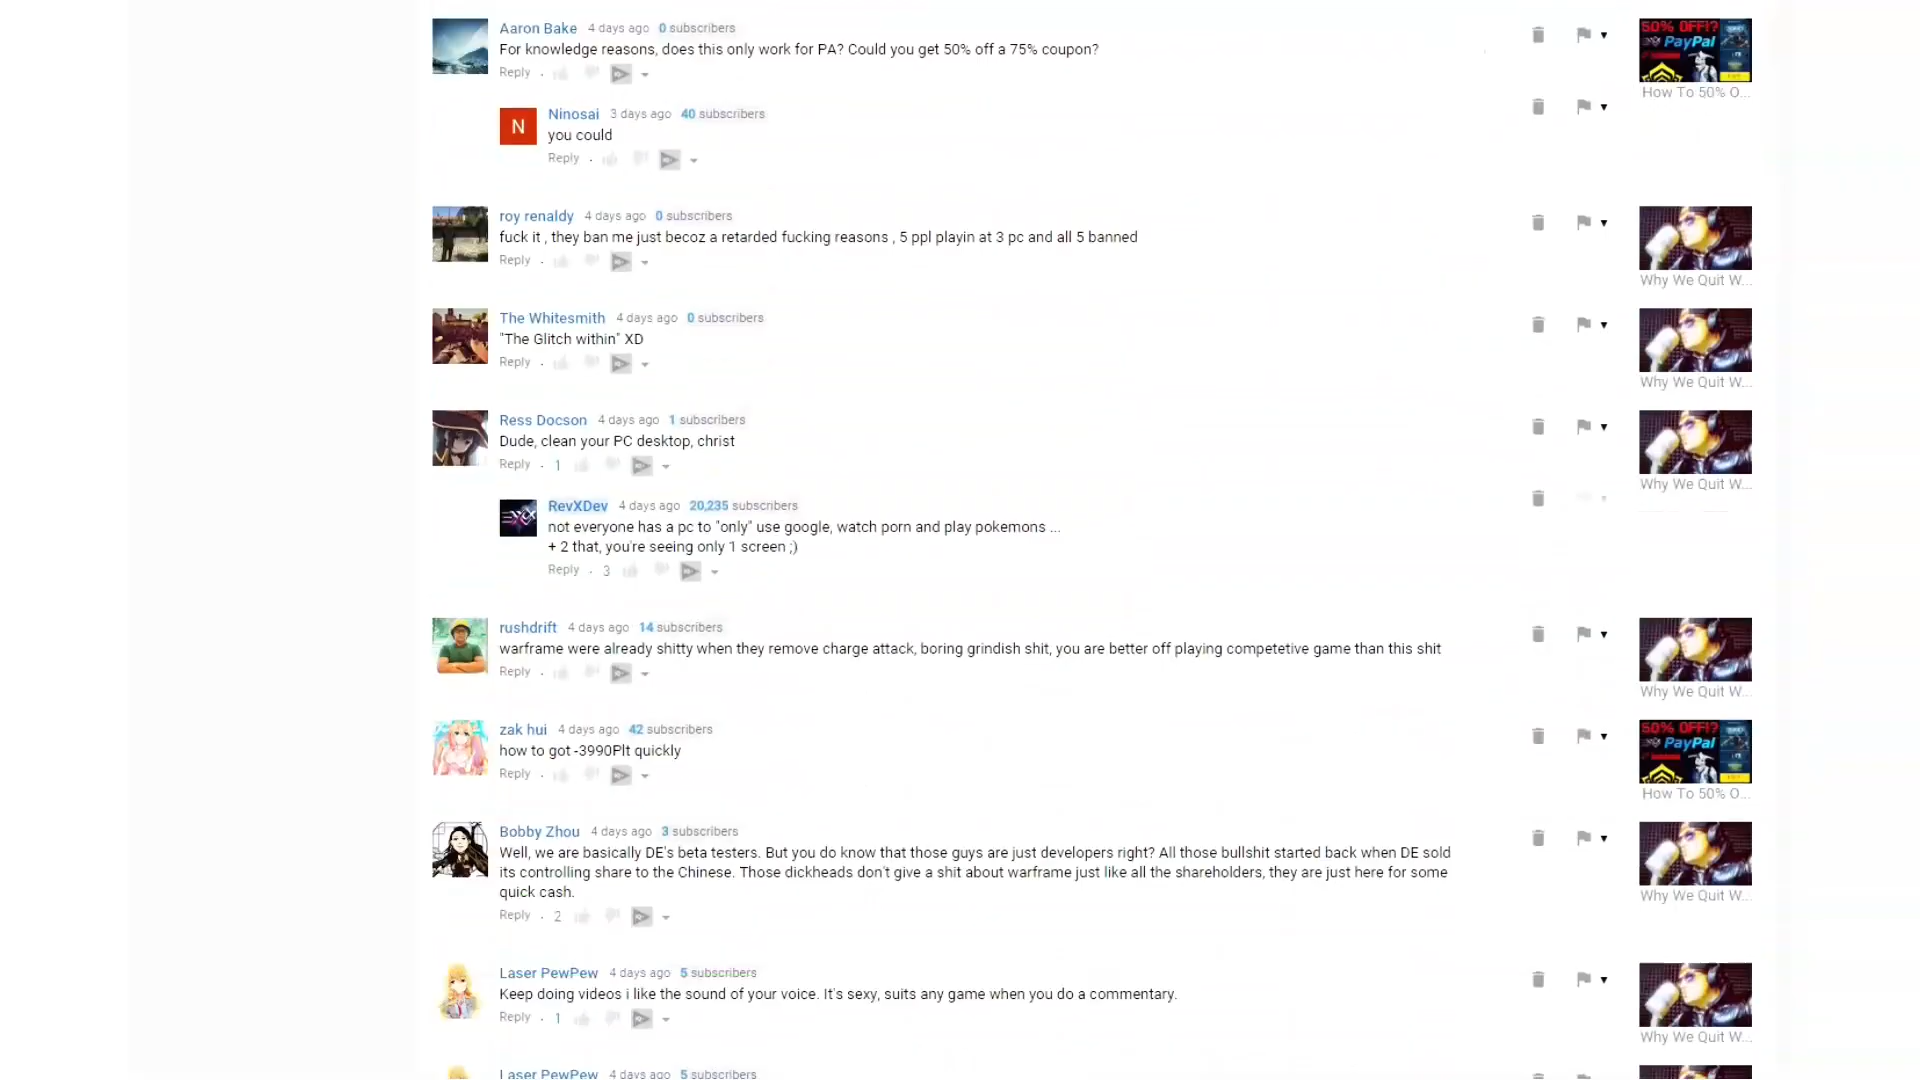 Aaron Bake 4 days ago 0 subscribers
For knowledge reasons, does this only work for PA? Could you get 50% off a 75% coupon?
Reply .
50% OFF!?
PayPal
How To 50% O...
N
Ninosai 3 days ago 40 subscribers
you could
Reply .
roy renaldy 4 days ago 0 subscribers
fuck it , they ban me just becoz a retarded fucking reasons , 5 ppl playin at 3 pc and all 5 banned
Reply .
Why We Quit W...
The Whitesmith 4 days ago 0 subscribers
"The Glitch within" XD
Reply .
Why We Quit W...
Ress Docson 4 days ago 1 subscribers
Dude, clean your PC desktop, christ
Reply . 1
Why We Quit W...
RevXDev 4 days ago 20,235 subscribers
not everyone has a pc to "only" use google, watch porn and play pokemons ...
+ 2 that, you're seeing only 1 screen ;)
Reply . 3
rushdrift 4 days ago 14 subscribers
warframe were already shitty when they remove charge attack, boring grindish shit, you are better off playing competetive game than this shit
Reply .
Why We Quit W...
zak hui 4 days ago 42 subscribers
how to got -3990Plt quickly
Reply .
50% OFF!?
PayPal
How To 50% O...
Bobby Zhou 4 days ago 3 subscribers
Well, we are basically DE's beta testers. But you do know that those guys are just developers right? All those bullshit started back when DE sold
its controlling share to the Chinese. Those dickheads don't give a shit about warframe just like all the shareholders, they are just here for some
quick cash.
Reply . 2
Why We Quit W...
Laser PewPew 4 days ago 5 subscribers
Keep doing videos i like the sound of your voice. It's sexy, suits any game when you do a commentary.
Reply . 1
Why We Quit W...
Laser PewPew 4 days ago 5 subscribers